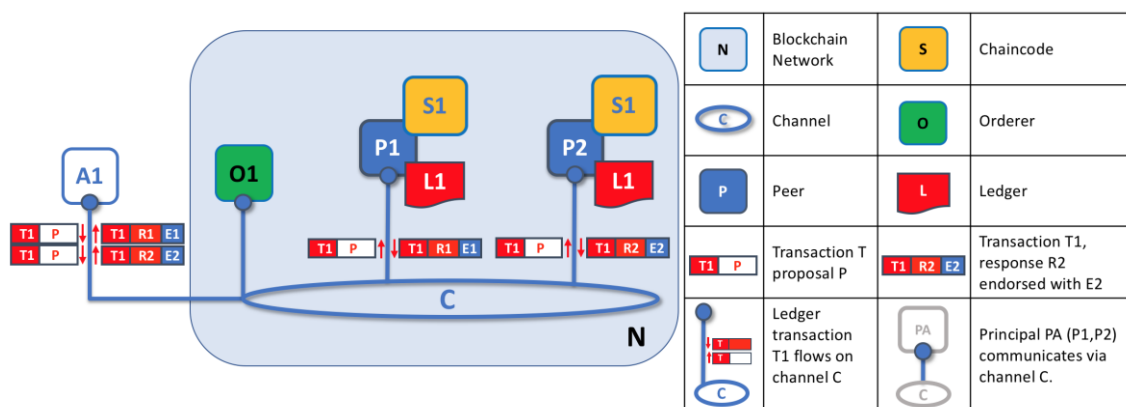 S1
S1
P1
P2
A1
O1
L1
L1
T1 P
T1 R1 E1
T1 P
T1 R2 E2
T1 P
T1 R1 E1
T1 P
T1 R2 E2
C
N
N
Blockchain
Network
S
Chaincode
C
Channel
O
Orderer
P
Peer
L
Ledger
T1 P
Transaction T
proposal P
T1 R2 E2
Transaction T1,
response R2
endorsed with E2
T
T
C
Ledger
transaction
T1 flows on
channel C
PA
C
Principal PA (P1,P2)
communicates via
channel C.